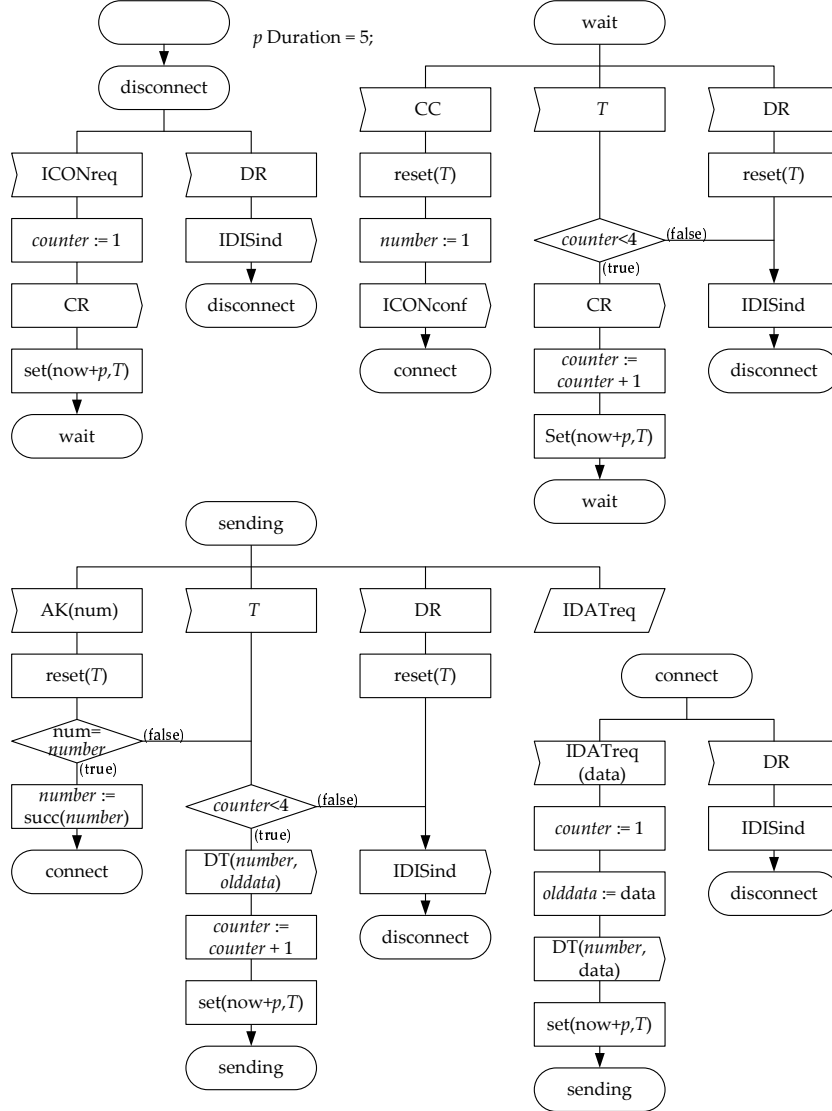 p Duration = 5;
disconnect
ICONreq
counter := 1
CR
set(now+p,T)
wait
DR
IDISind
disconnect
wait
CC
reset(T)
number := 1
ICONconf
connect
T
counter<4
(false)
(true)
CR
counter :=
counter + 1
Set(now+p,T)
wait
DR
reset(T)
IDISind
disconnect
sending
AK(num)
reset(T)
num=
number
(false)
(true)
number :=
succ(number)
connect
T
counter<4
(false)
(true)
DT(number,
olddata)
counter :=
counter + 1
set(now+p,T)
sending
DR
reset(T)
IDISind
disconnect
IDATreq
connect
IDATreq
(data)
counter := 1
olddata := data
DT(number,
data)
set(now+p,T)
sending
DR
IDISind
disconnect